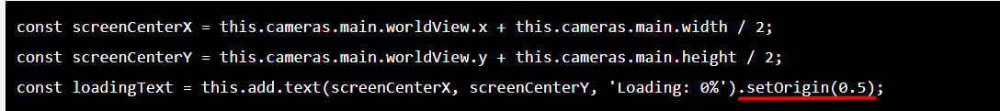 const screenCenterX = this.cameras.main.worldView.x + this.cameras.main.width / 2;
const screenCenterY = this.cameras.main.worldView.y + this.cameras.main.height / 2;
const loadingText = this.add.text(screenCenterX, screenCenterY, 'Loading: 0%').setOrigin(0.5);